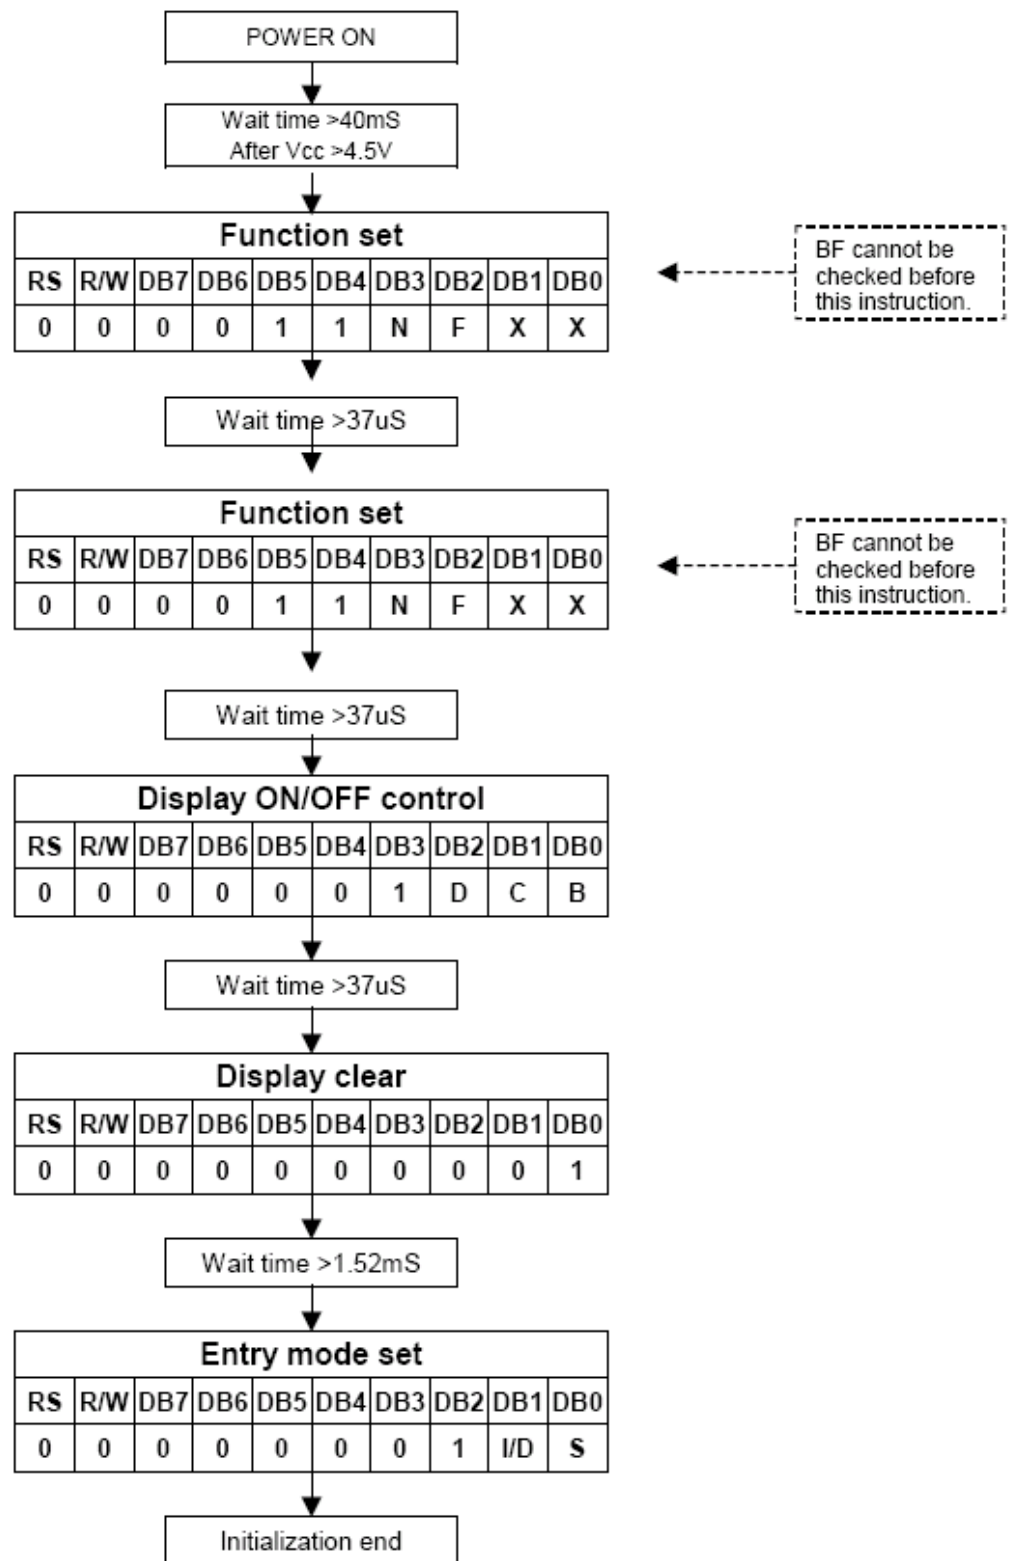 POWER ON
Wait time >40mS
After Vcc >4.5V
Function set
RS R/W DB7 DB6 DB5 DB4 DB3 DB2 DB1 DB0
0 0 0 0 1 1 N F X X
BF cannot be
checked before
this instruction.
Wait time >37uS
Function set
RS R/W DB7 DB6 DB5 DB4 DB3 DB2 DB1 DB0
0 0 0 0 1 1 N F X X
BF cannot be
checked before
this instruction.
Wait time >37uS
Display ON/OFF control
RS R/W DB7 DB6 DB5 DB4 DB3 DB2 DB1 DB0
0 0 0 0 0 0 1 D C B
Wait time >37uS
Display clear
RS R/W DB7 DB6 DB5 DB4 DB3 DB2 DB1 DB0
0 0 0 0 0 0 0 0 0 1
Wait time >1.52mS
Entry mode set
RS R/W DB7 DB6 DB5 DB4 DB3 DB2 DB1 DB0
0 0 0 0 0 0 0 1 I/D S
Initialization end